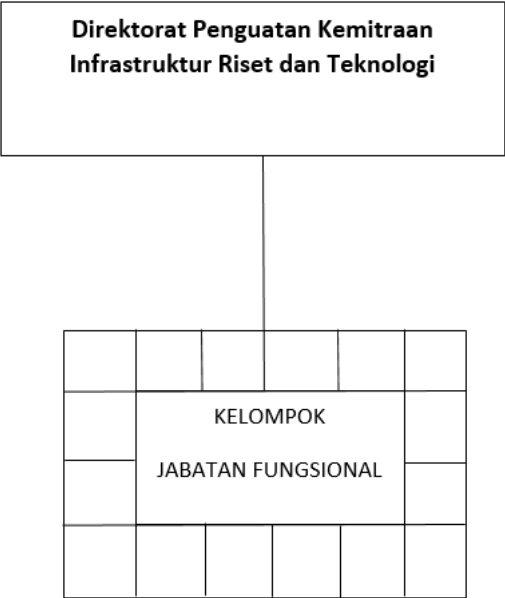 Direktorat Penguatan Kemitraan
Infrastruktur Riset dan Teknologi
KELOMPOK
JABATAN FUNGSIONAL